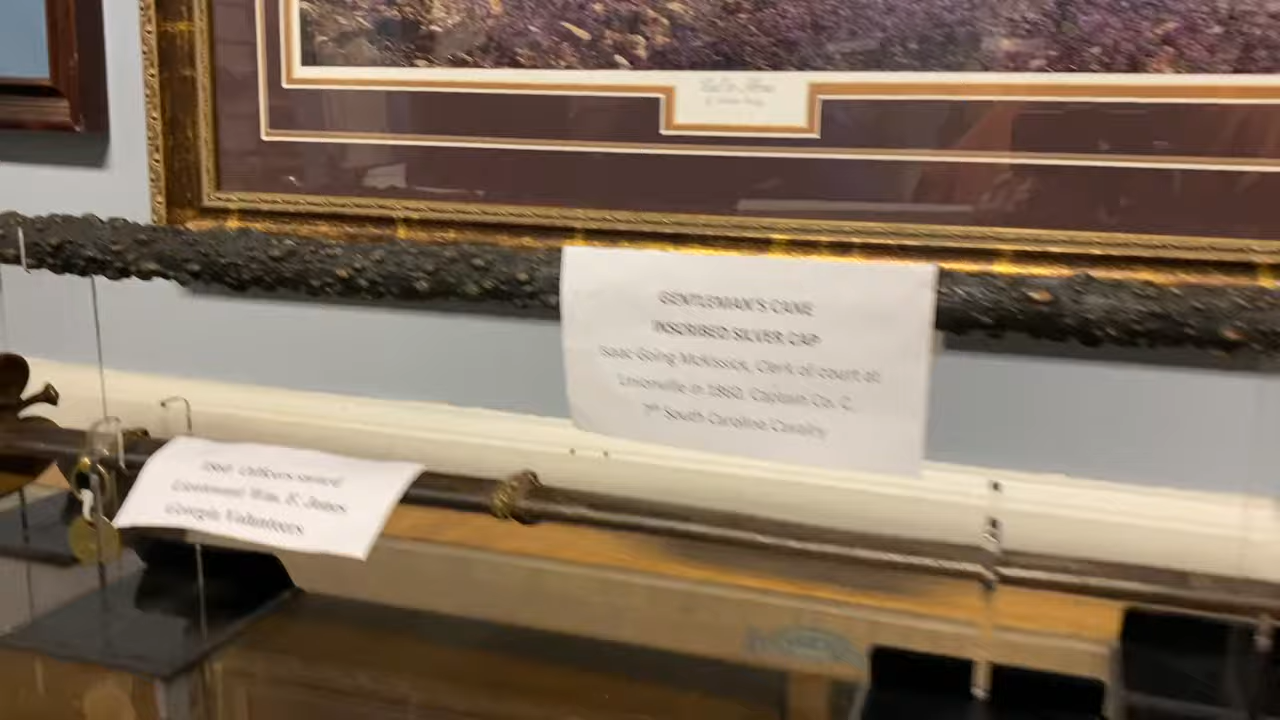 GENTLEMAN'S CANE
INSCRIBED SILVER CAP
Isaac Going McKissick, Clerk of court at
Unionville in 1860. Captain Co. C.
7th South Carolina Cavalry
Officers sword
Lieutenant Wm. E. Jones
Georgia Volunteers